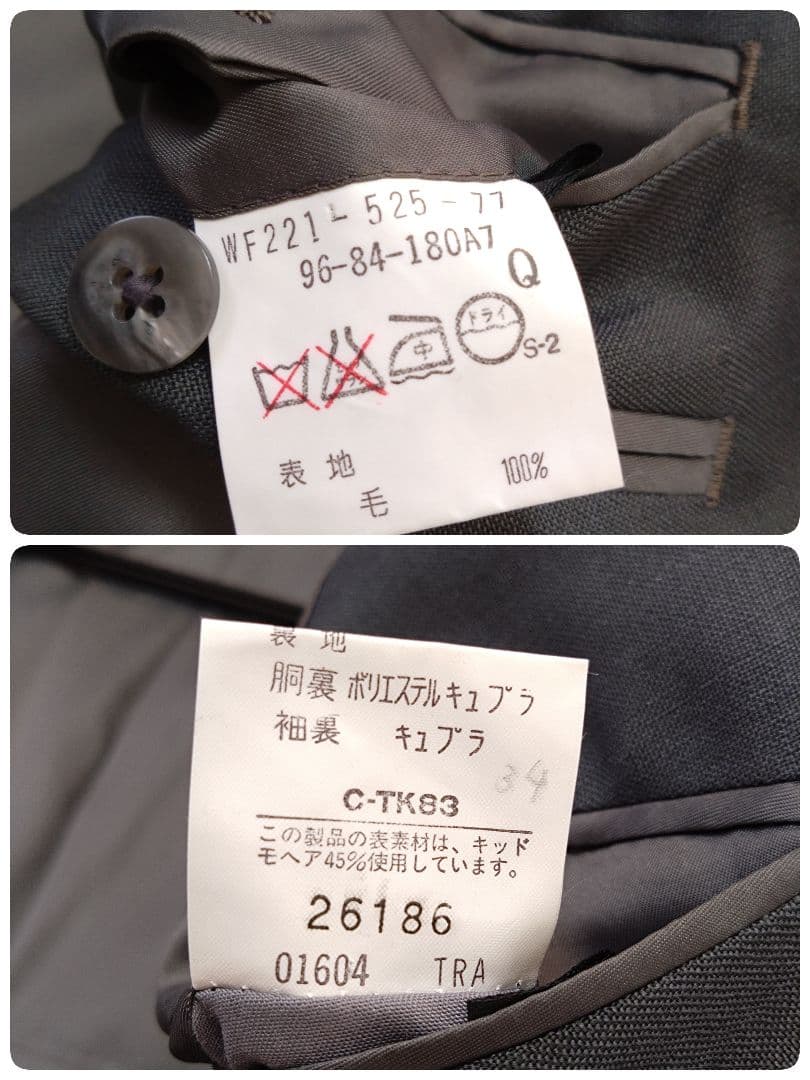 WF221-525-77
96-84-180A7
Q
中
ドライ
S-2
表地
毛 100%
裏地
胴裏 ポリエステルキュプラ
袖裏 キュプラ
34
C-TK83
この製品の表素材は、キッド
モヘア45%使用しています。
26186
01604 TRA